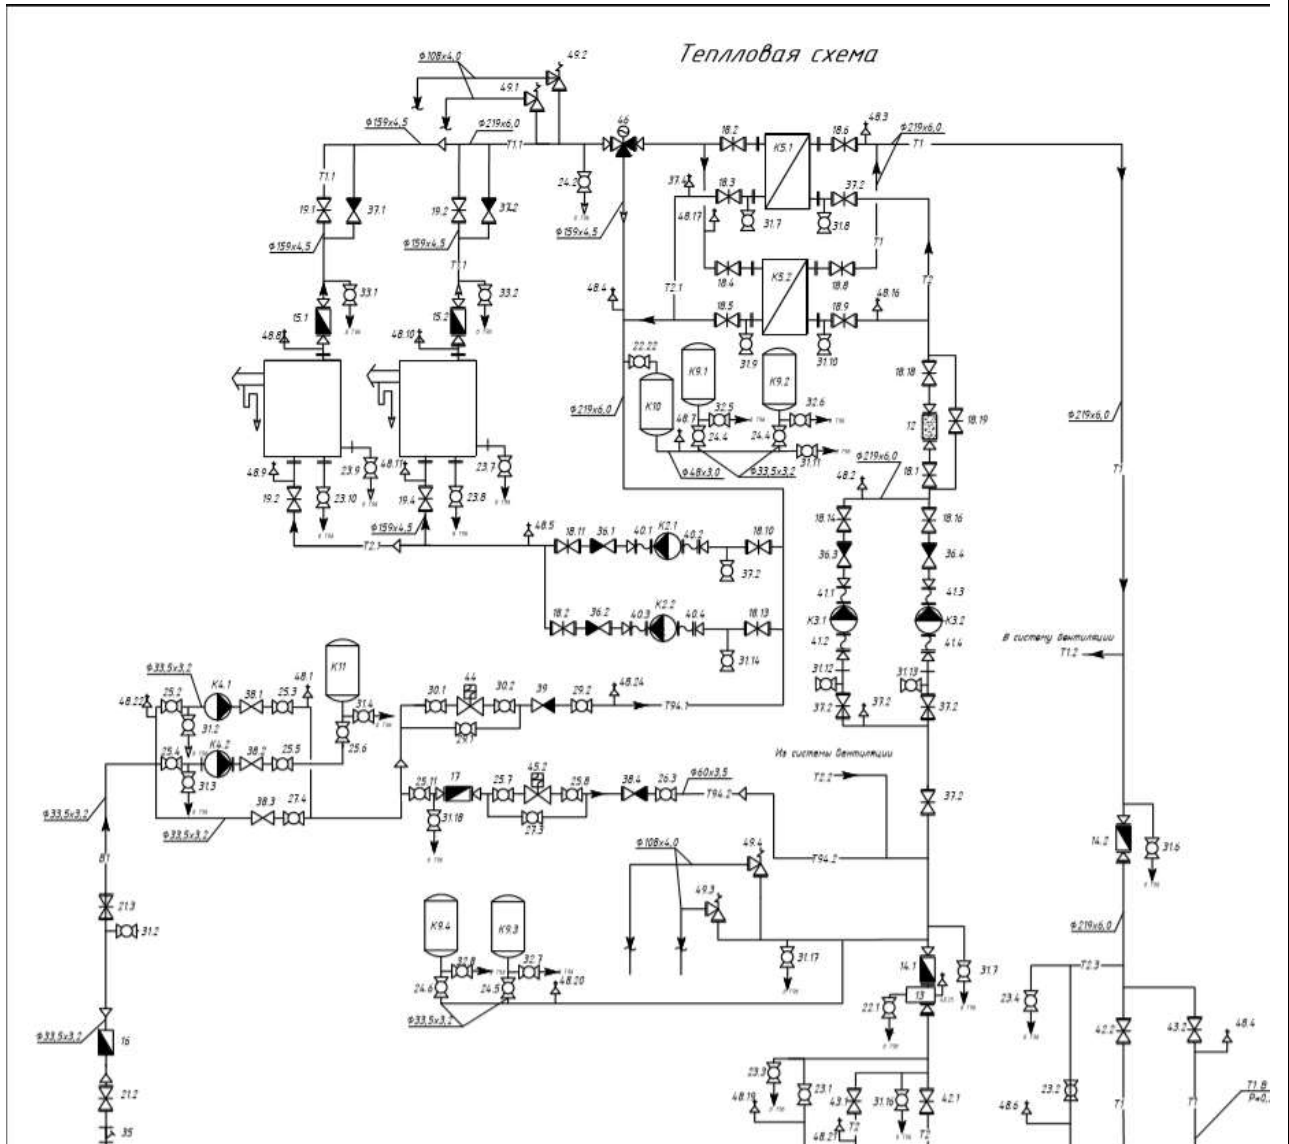 Теплловая схема
ф108х4,0
49.2
49.1
ф159х4,5
ф219х6,0
46
18.2
К5.1
18.6
48.3
ф219х6,0
Т1
Т1.1
Т1.1
24.2
37.4
18.3
37.2
48.17
31.7
31.8
19.1
37.1
19.2
37.2
ф159х4,5
ф159х4,5
ф159х4,5
Т1
Т1.1
К5.2
18.4
18.8
Т2
33.1
33.2
48.4
Т2.1
18.5
18.9
48.16
15.1
15.2
48.8
48.10
31.9
31.10
22.22
К9.1
К9.2
К10
18.18
ф219х6,0
48.7
32.5
32.6
12
18.19
ф219х6,0
24.4
24.4
31.11
ф219х6,0
48.9
23.9
48.11
23.7
ф48х3,0
ф33,5х3,2
48.2
18.1
Т1
19.2
23.10
19.4
23.8
18.14
18.16
ф159х4,5
48.5
18.11
36.1
40.1
К2.1
40.2
18.10
Т2.1
36.3
36.4
37.2
41.1
41.3
18.2
36.2
40.3
К2.2
40.4
18.13
К3.1
К3.2
41.2
41.4
В систему вентиляции
Т1.2
31.14
31.12
31.13
К11
ф33,5х3,2
48.22
25.2
К4.1
38.1
25.3
48.1
30.1
44
30.2
39
29.2
48.24
37.2
37.2
37.2
31.4
Т94.1
31.2
25.4
К4.2
38.2
25.5
25.6
29.1
Из системы вентиляции
Т2.2
31.3
25.11
17
25.7
45.2
25.8
38.4
26.3
ф60х3,5
37.2
ф33,5х3,2
38.3
27.4
Т94.2
31.18
27.3
ф33,5х3,2
ф108х4,0
49.4
Т94.2
14.2
31.6
В1
49.3
21.3
К9.4
К9.3
31.2
ф219х6,0
32.8
32.7
31.17
14.1
31.7
Т2.3
24.6
24.5
48.20
13
22.1
23.4
ф33,5х3,2
ф33,5х3,2
16
42.2
43.2
48.4
23.3
21.2
48.19
23.1
43.1
31.16
42.1
23.2
48.6
Т1.В
Р=0,
35
48.21
Т2
Т2
Т1
Т1